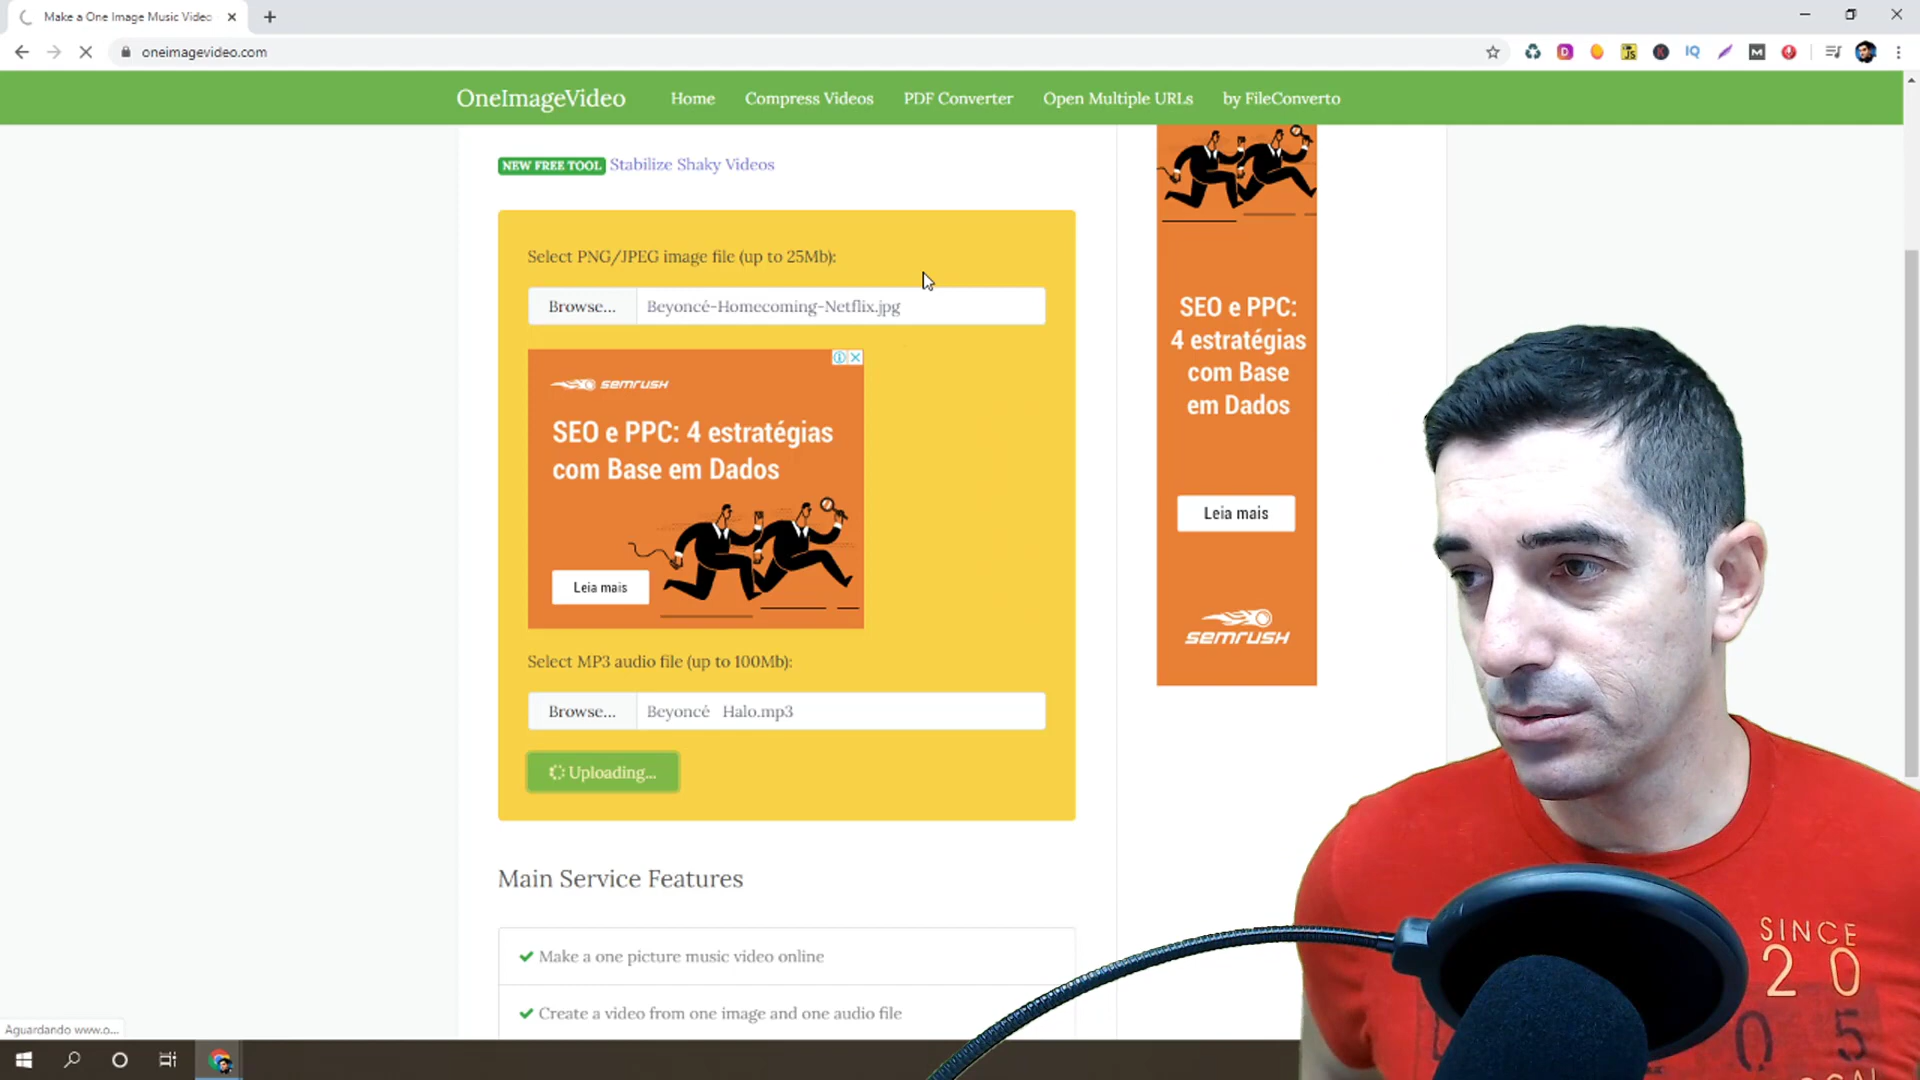 Make a One Image Music Video
oneimagevideo.com
OneImageVideo
Home
Compress Videos
PDF Converter
Open Multiple URLs
by FileConverto
NEW FREE TOOL Stabilize Shaky Videos
Select PNG/JPEG image file (up to 25Mb):
Browse...
Beyoncé-Homecoming-Netflix.jpg
semrush
SEO e PPC: 4 estratégias
com Base em Dados
Leia mais
Select MP3 audio file (up to 100Mb):
Browse...
Beyoncé   Halo.mp3
Uploading...
Main Service Features
Make a one picture music video online
Create a video from one image and one audio file
SEO e PPC:
4 estratégias
com Base
em Dados
Leia mais
semrush
SINCE
20
05
Aguardando www.o...